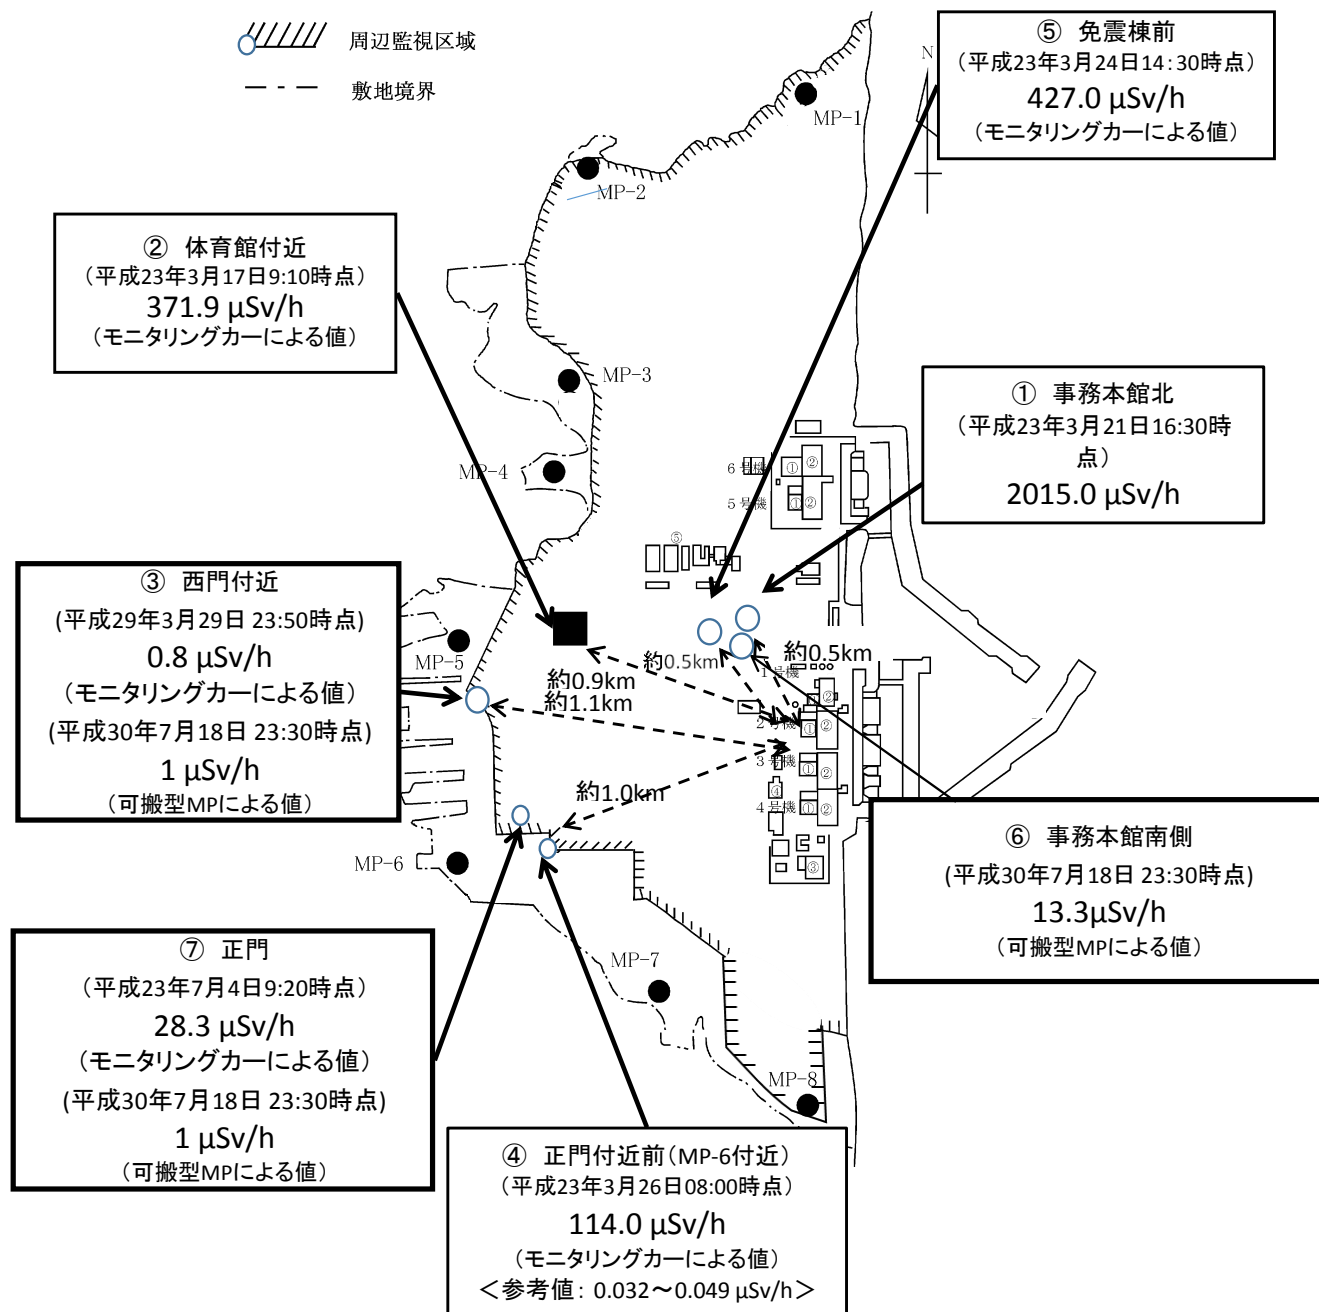 周辺監視区域
敷地境界
⑤ 免震棟前
（平成23年3月24日14:30時点）
427.0 μSv/h
（モニタリングカーによる値）
N
MP-1
MP-2
② 体育館付近
（平成23年3月17日9:10時点）
371.9 μSv/h
（モニタリングカーによる値）
MP-3
① 事務本館北
（平成23年3月21日16:30時
点）
2015.0 μSv/h
MP-4
6号機
①
②
5号機
①
②
⑤
③ 西門付近
(平成29年3月29日 23:50時点)
0.8 μSv/h
（モニタリングカーによる値）
(平成30年7月18日 23:30時点)
1 μSv/h
（可搬型MPによる値）
MP-5
約0.9km
約1.1km
約0.5km
約0.5km
1号機
②
2号機
①
②
3号機
①
②
④
4号機
①
②
③
約1.0km
MP-6
⑥ 事務本館南側
(平成30年7月18日 23:30時点)
13.3μSv/h
（可搬型MPによる値）
⑦ 正門
（平成23年7月4日9:20時点）
28.3 μSv/h
（モニタリングカーによる値）
(平成30年7月18日 23:30時点)
1 μSv/h
（可搬型MPによる値）
MP-7
MP-8
④ 正門付近前（MP-6付近）
（平成23年3月26日08:00時点）
114.0 μSv/h
（モニタリングカーによる値）
＜参考値： 0.032～0.049 μSv/h＞